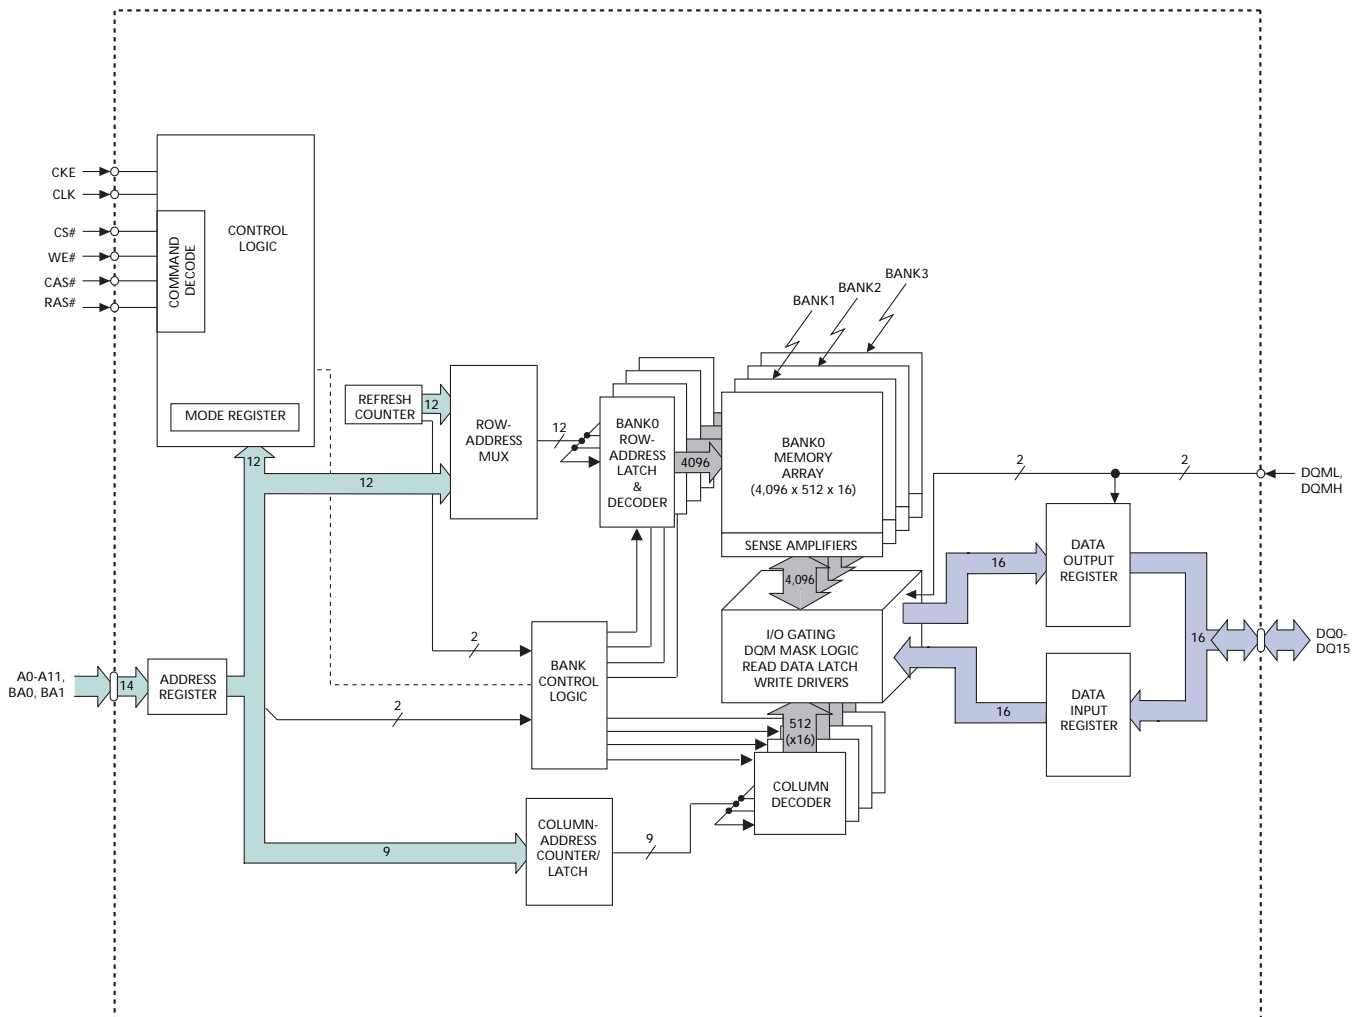 CKE
CLK
CS#
WE#
CAS#
RAS#
COMMAND
DECODE
CONTROL
LOGIC
MODE REGISTER
12
BANK3
BANK2
BANK1
REFRESH
COUNTER
12
12
ROW-
ADDRESS
MUX
12
BANK0
ROW-
ADDRESS
LATCH
&
DECODER
4096
BANK0
MEMORY
ARRAY
(4,096 x 512 x 16)
SENSE AMPLIFIERS
4,096
2
2
DQML,
DQMH
DATA
OUTPUT
REGISTER
16
I/O GATING
DQM MASK LOGIC
READ DATA LATCH
WRITE DRIVERS
16
DQ0-
DQ15
DATA
INPUT
REGISTER
16
A0-A11,
BA0, BA1
14
ADDRESS
REGISTER
2
2
BANK
CONTROL
LOGIC
512
(x16)
COLUMN
DECODER
9
COLUMN-
ADDRESS
COUNTER/
LATCH
9